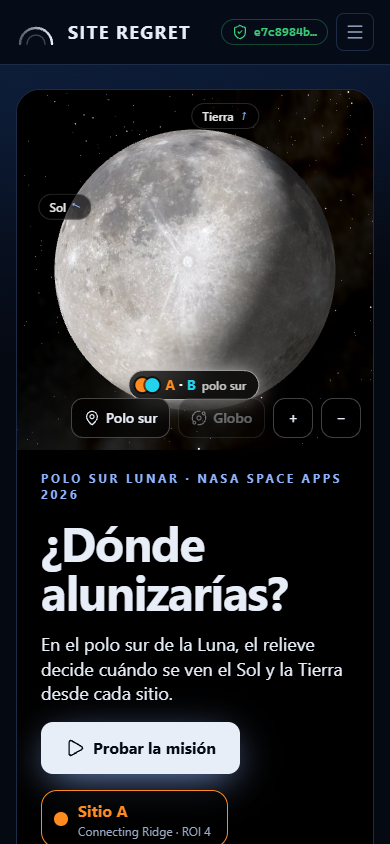 SITE REGRET
e7c8984b...
Tierra
Sol
A · B polo sur
Polo sur
Globo
+
−
POLO SUR LUNAR · NASA SPACE APPS
2026
¿Dónde
alunizarías?
En el polo sur de la Luna, el relieve
decide cuándo se ven el Sol y la Tierra
desde cada sitio.
Probar la misión
Sitio A
Connecting Ridge · ROI 4